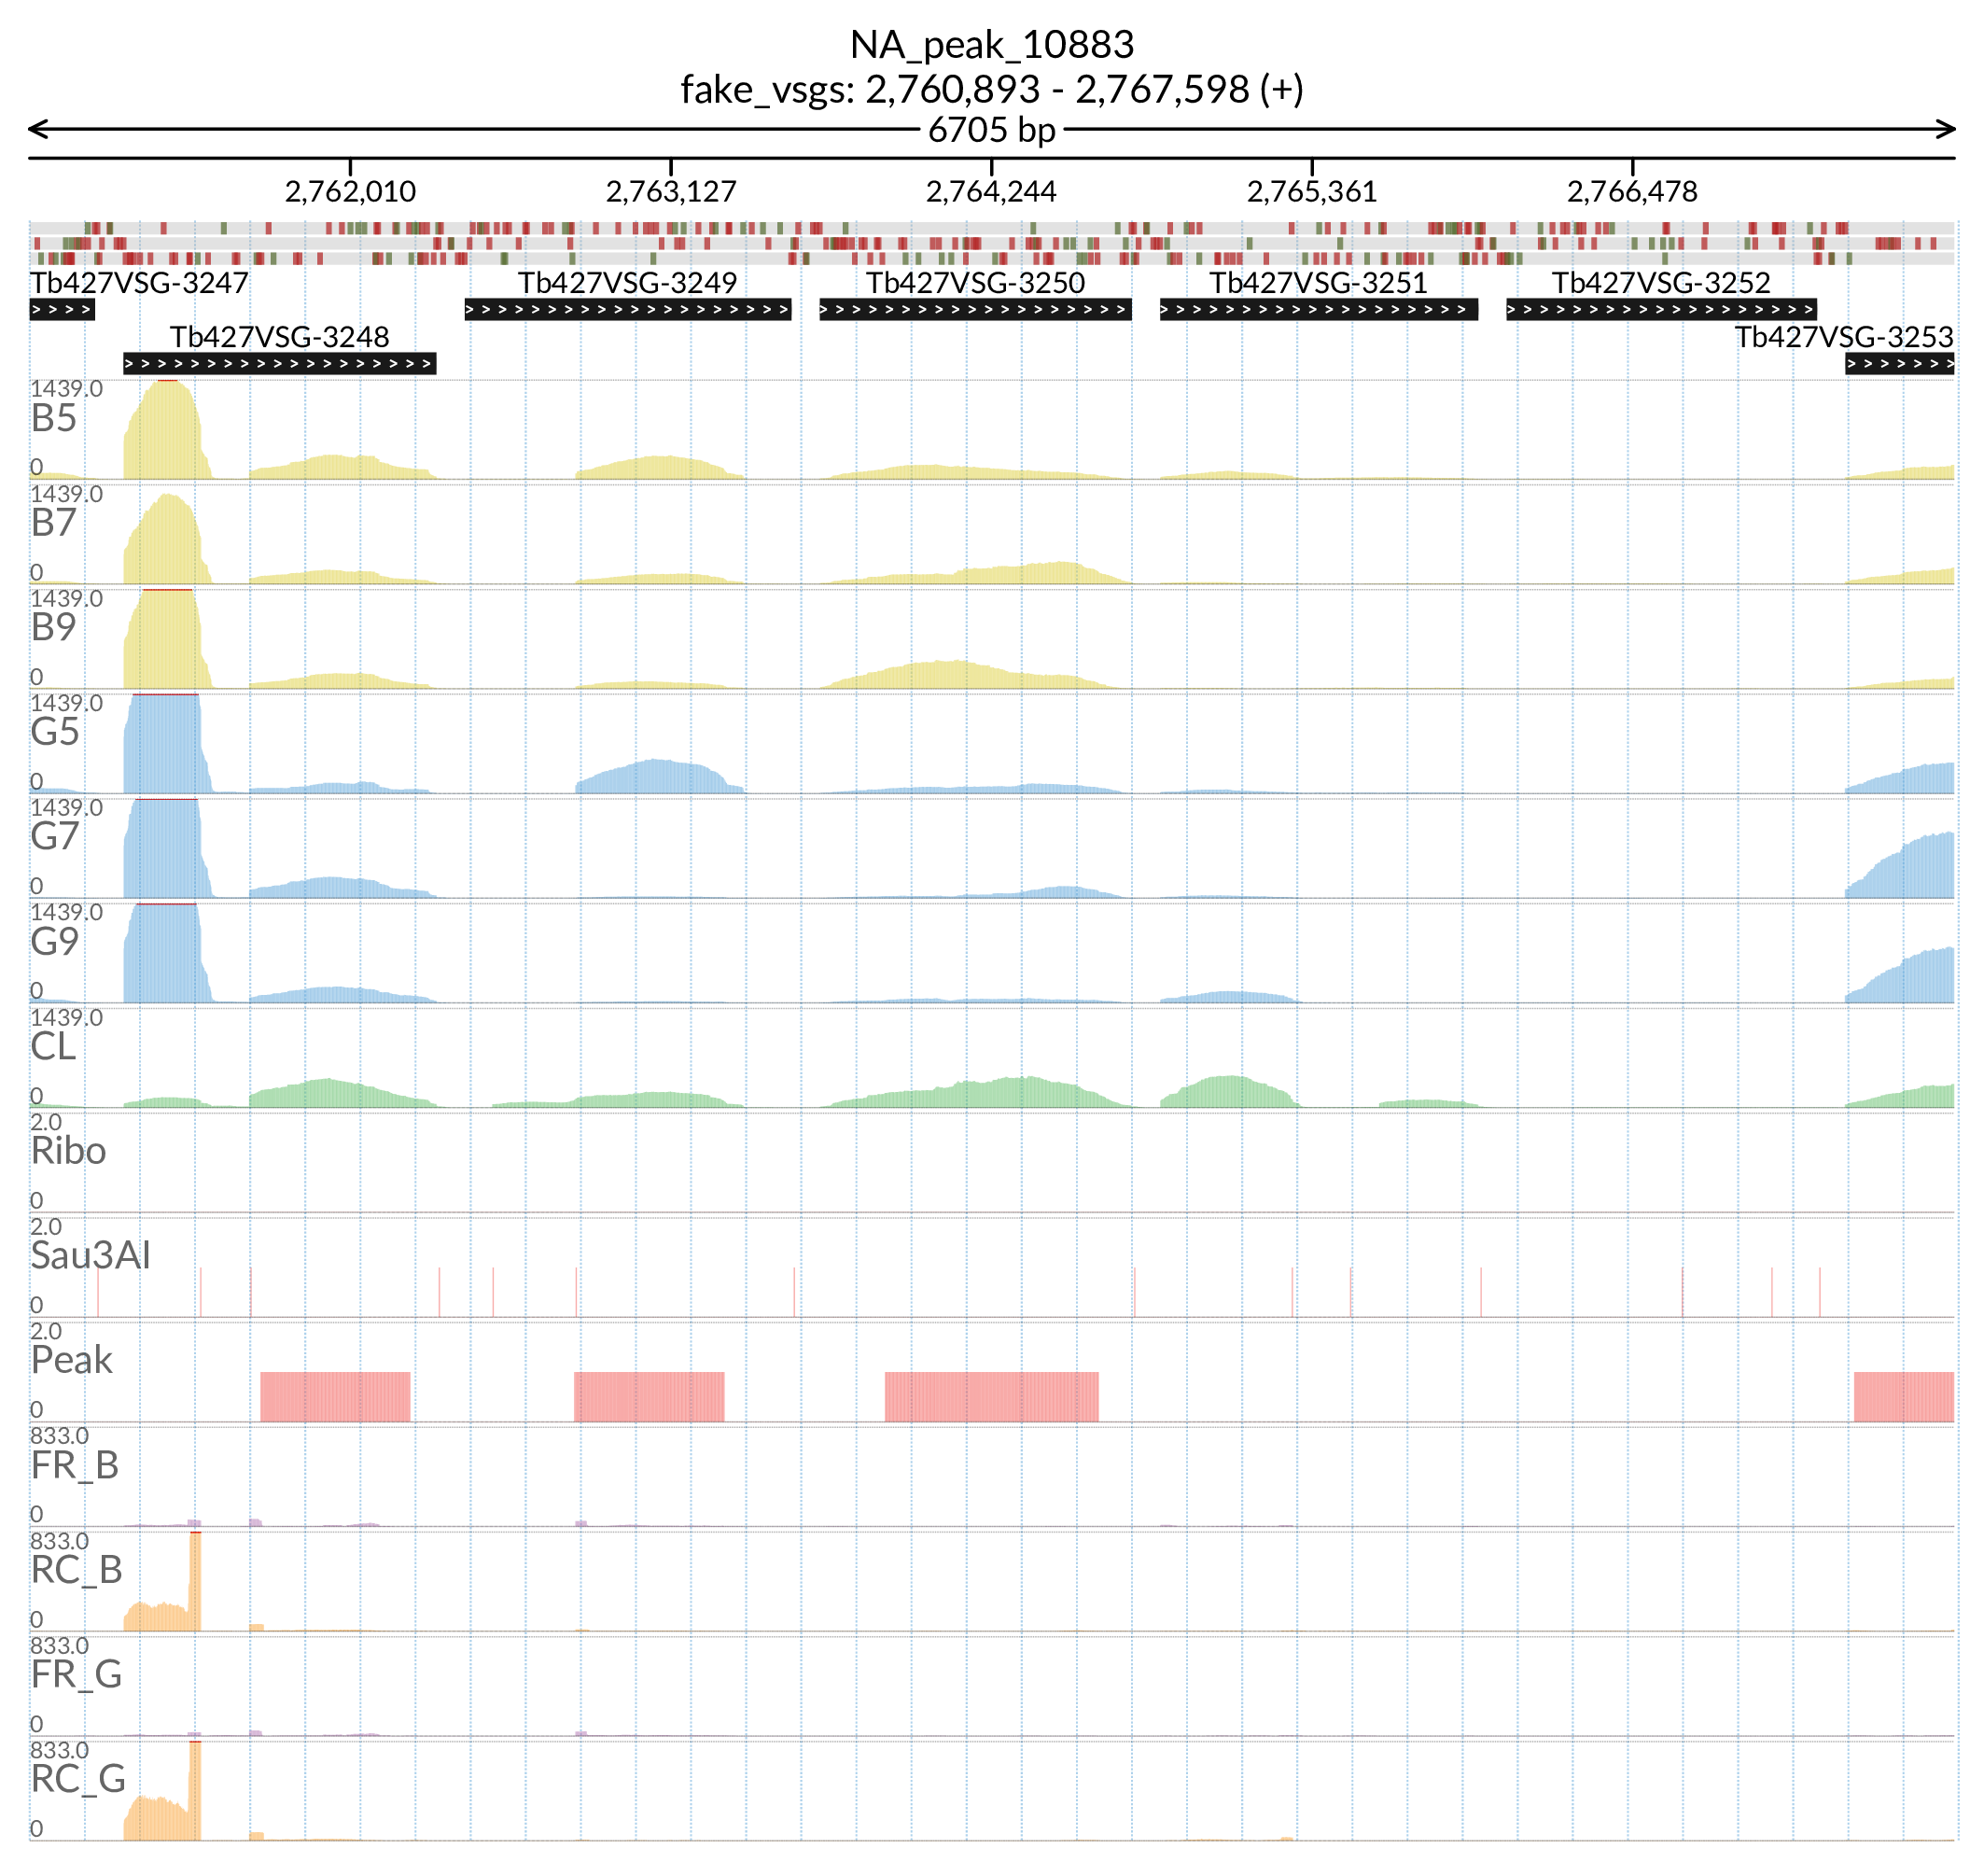 NA_peak_10883
fake_vsgs: 2,760,893 - 2,767,598 (+)
6705 bp
2,762,010 2,763,127 2,764,244 2,765,361 2,766,478
Tb427VSG-3247 Tb427VSG-3249 Tb427VSG-3250 Tb427VSG-3251 Tb427VSG-3252
Tb427VSG-3248 Tb427VSG-3253
1439.0
B5
0
1439.0
B7
0
1439.0
B9
0
1439.0
G5
0
1439.0
G7
0
1439.0
G9
0
1439.0
CL
0
2.0
Ribo
0
2.0
Sau3AI
0
2.0
Peak
0
833.0
FR_B
0
833.0
RC_B
0
833.0
FR_G
0
833.0
RC_G
0